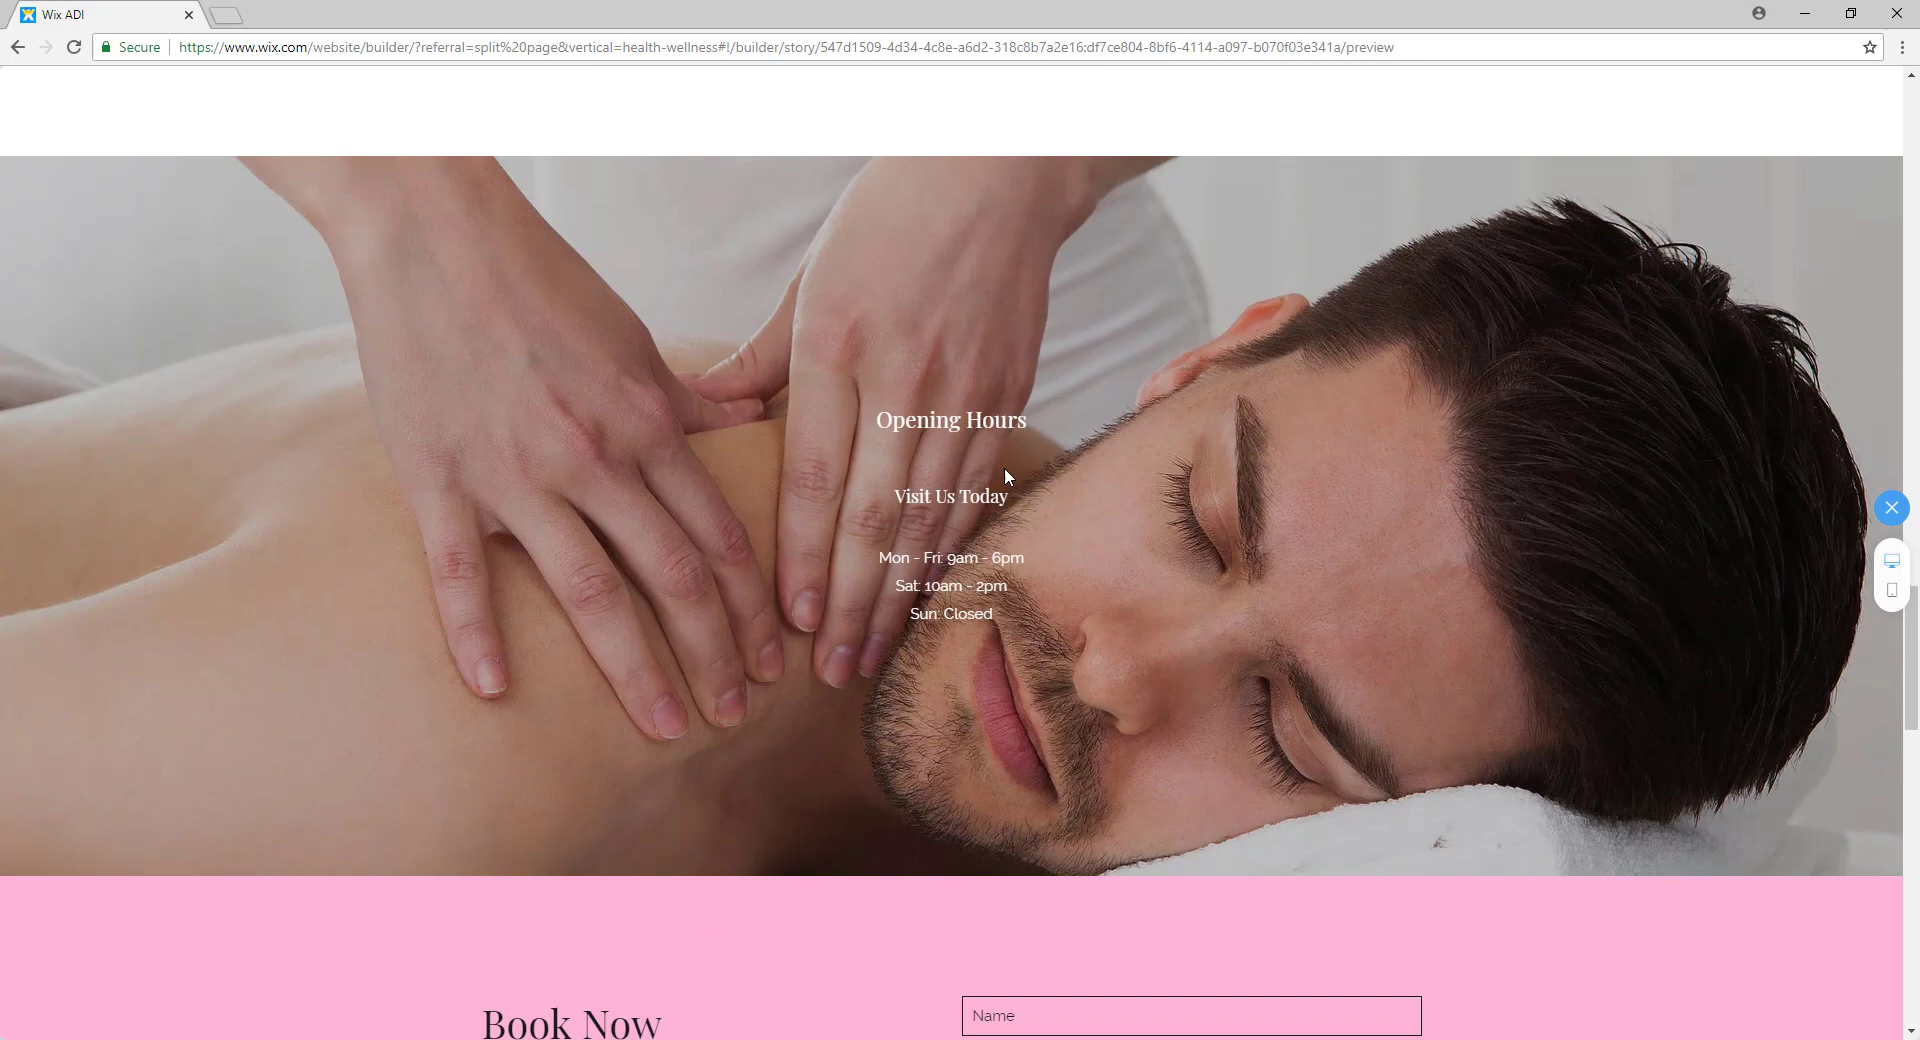 Wix ADI
Secure
https://www.wix.com/website/builder/?referral=split%20page&vertical=health-wellness#!/builder/story/547d1509-4d34-4c8e-a6d2-318c8b7a2e16:df7ce804-8bf6-4114-a097-b070f03e341a/preview
Opening Hours
Visit Us Today
Mon - Fri: 9am - 6pm
Sat: 10am - 2pm
Sun: Closed
Book Now
Name